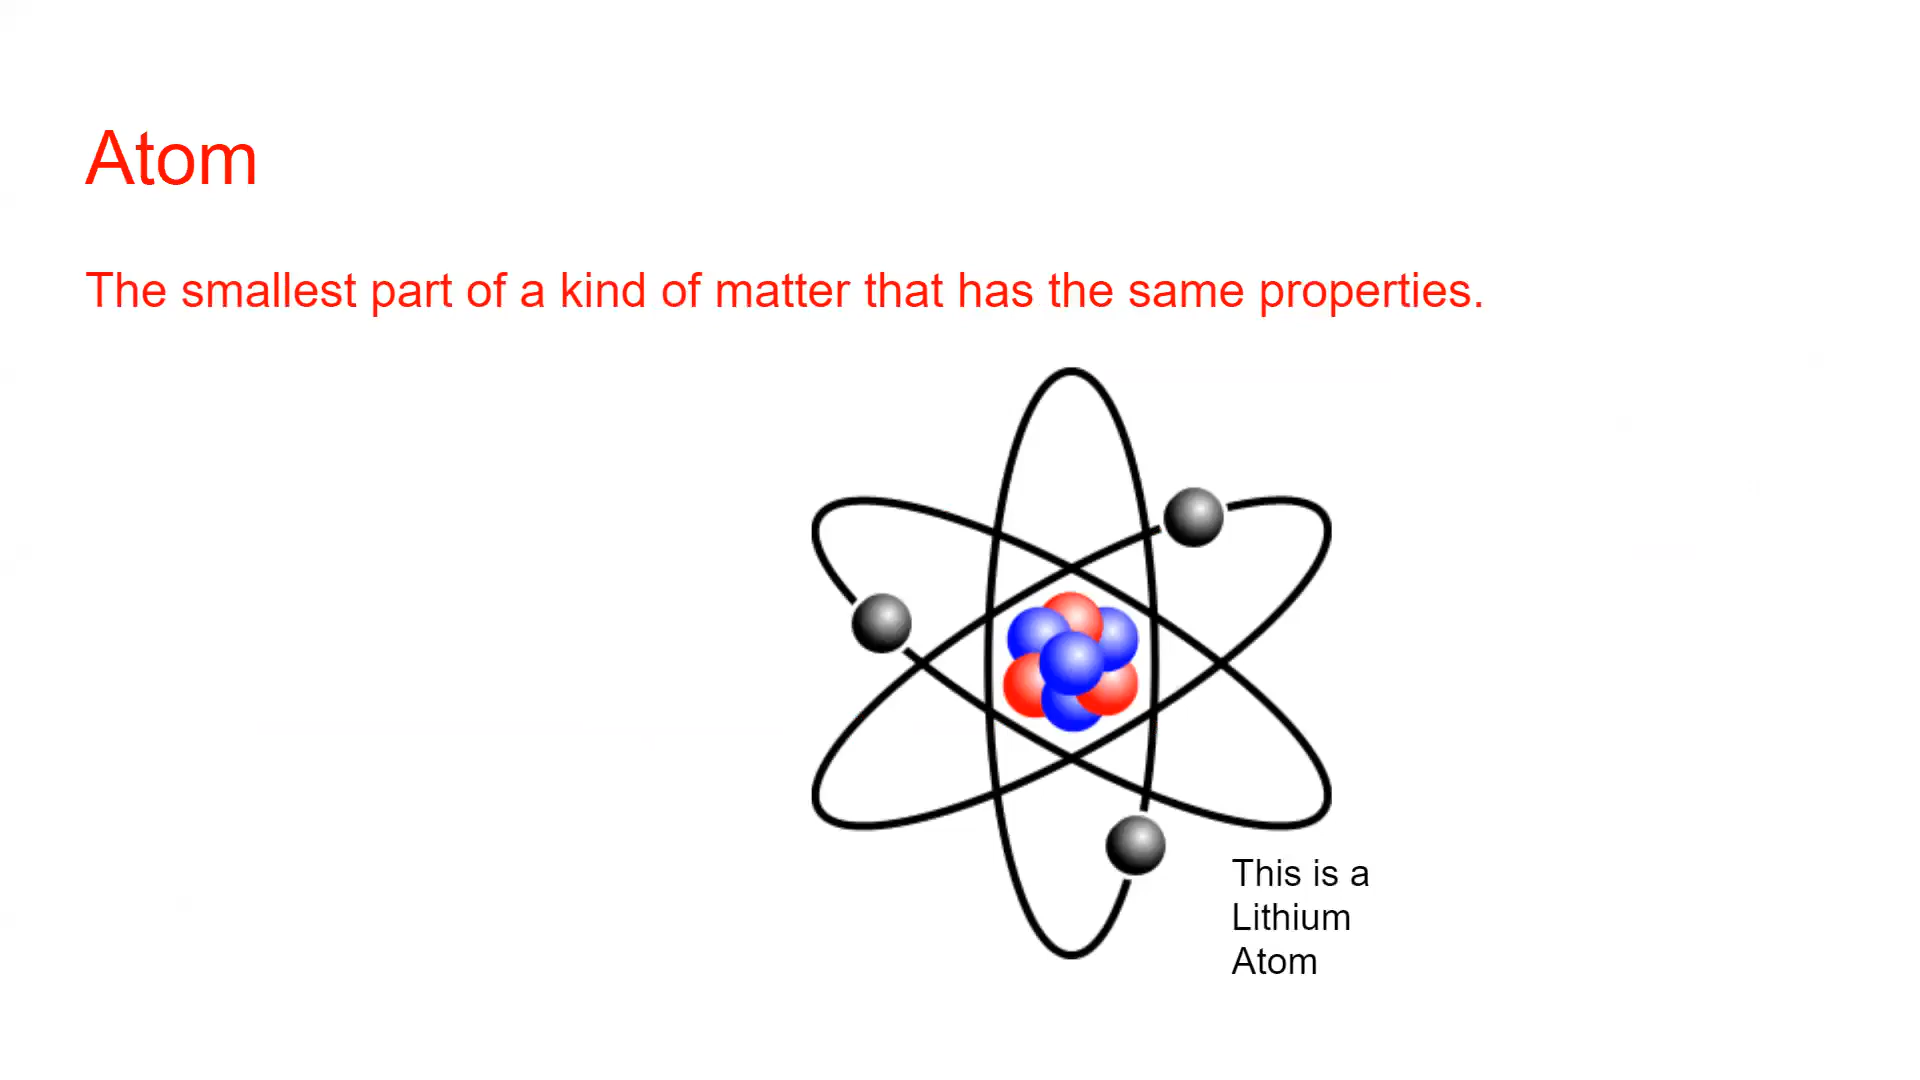 Atom
The smallest part of a kind of matter that has the same properties.
This is a
Lithium
Atom